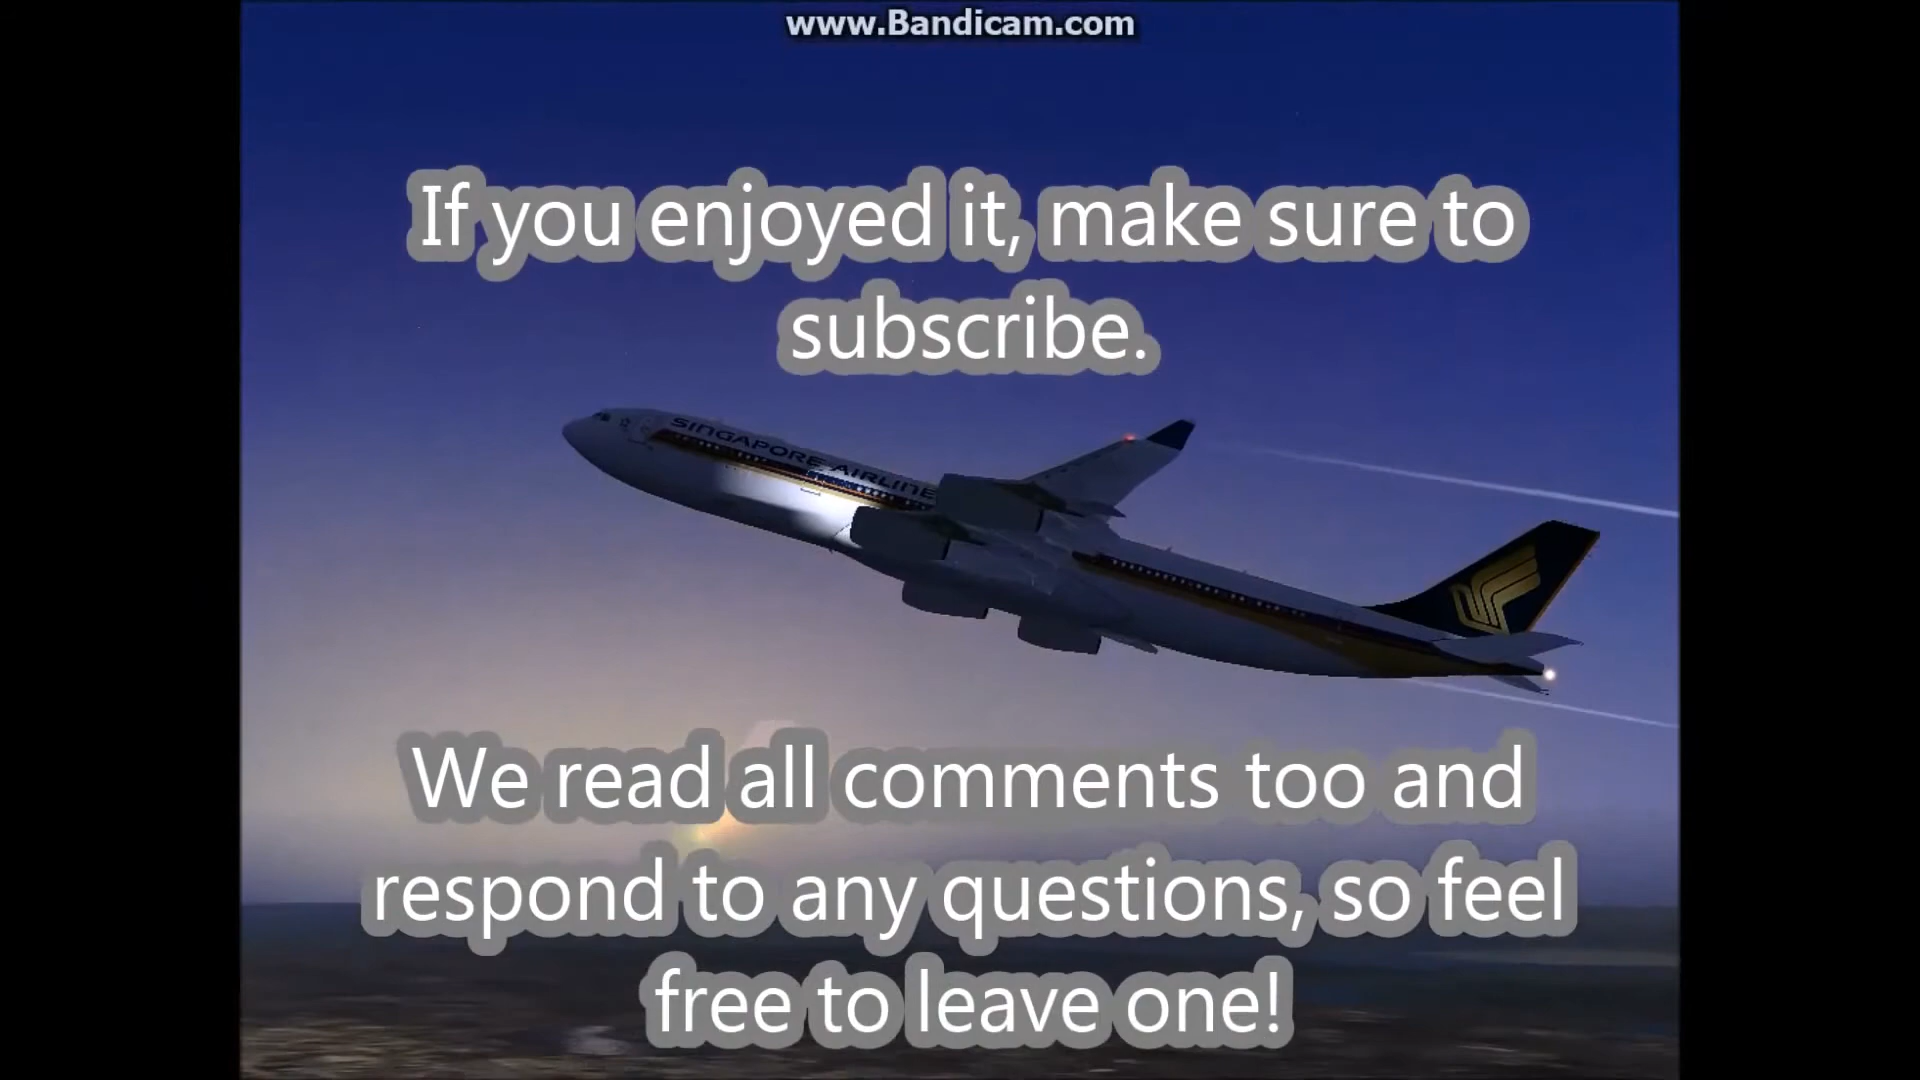 www.Bandicam.com
If you enjoyed it, make sure to
subscribe.
SINGAPORE AIRLINE
We read all comments too and
respond to any questions, so feel
free to leave one!